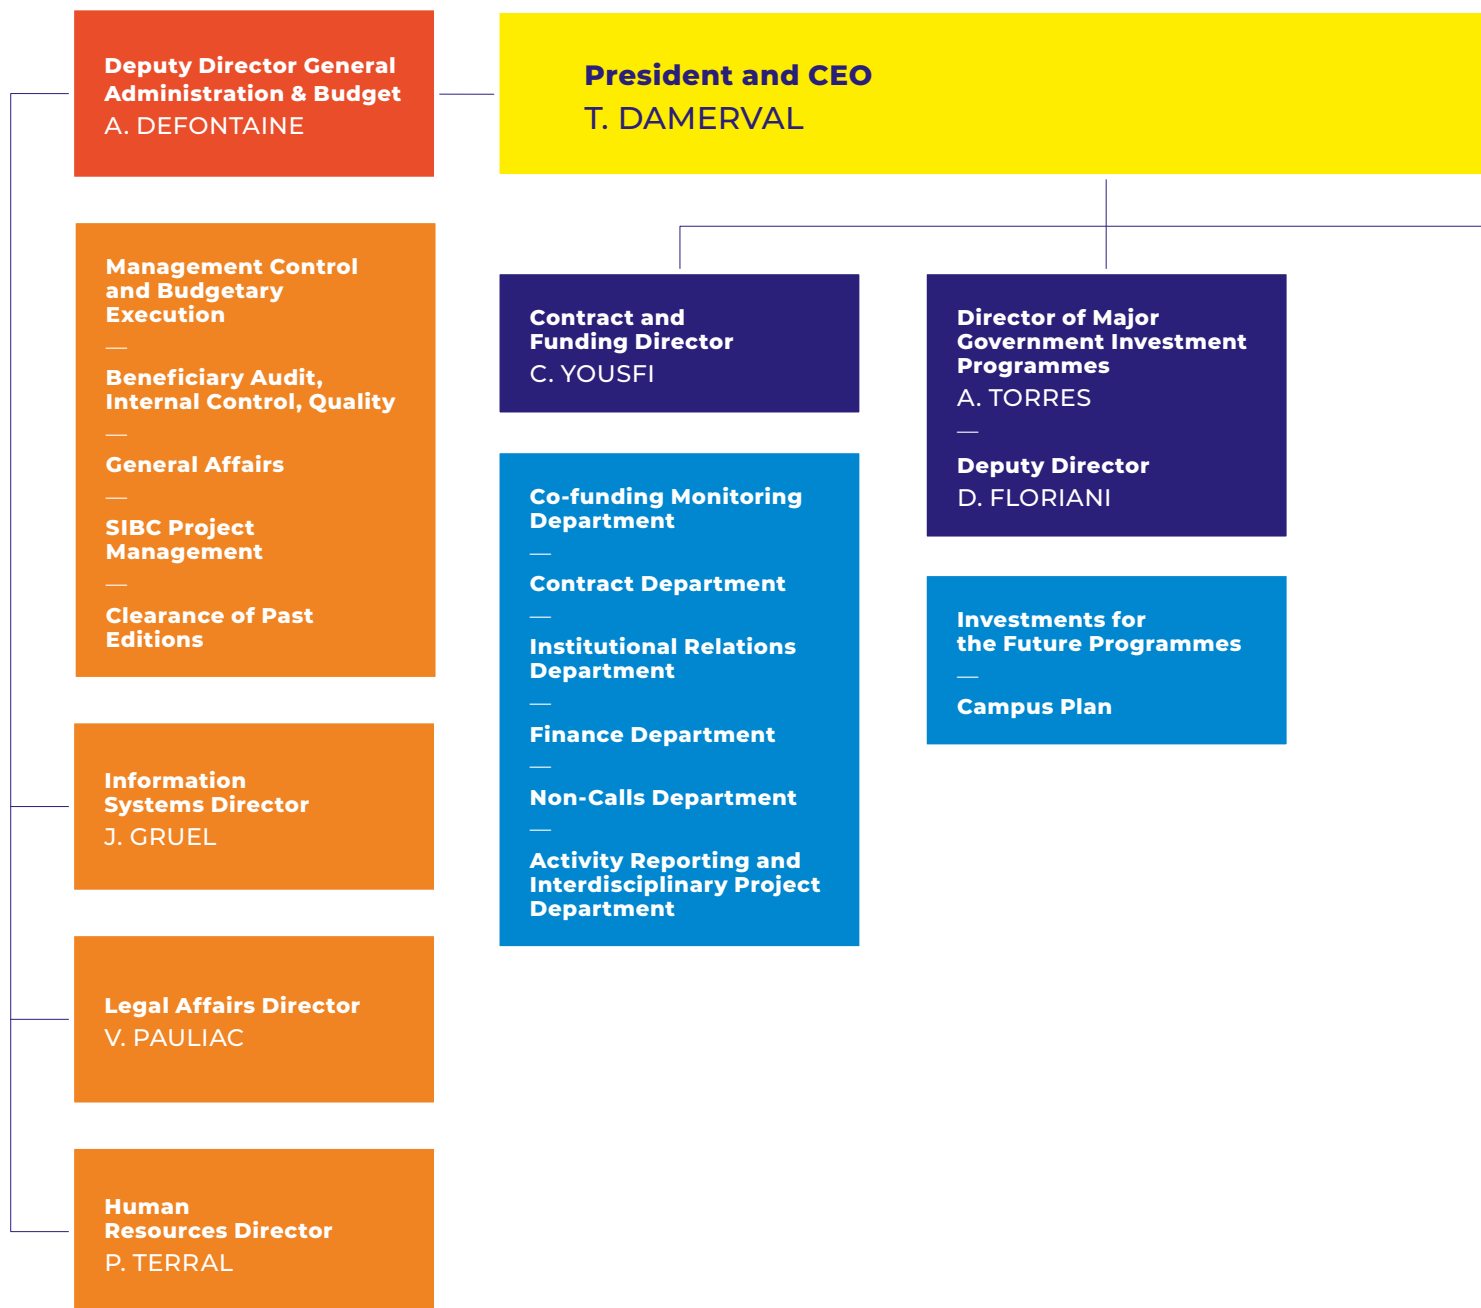 Deputy Director General
Administration & Budget
A. DEFONTAINE
President and CEO
T. DAMERVAL
Management Control
and Budgetary
Execution
—
Beneficiary Audit,
Internal Control, Quality
—
General Affairs
—
SIBC Project
Management
—
Clearance of Past
Editions
Information
Systems Director
J. GRUEL
Legal Affairs Director
V. PAULIAC
Human
Resources Director
P. TERRAL
Contract and
Funding Director
C. YOUSFI
Co-funding Monitoring
Department
—
Contract Department
—
Institutional Relations
Department
—
Finance Department
—
Non-Calls Department
—
Activity Reporting and
Interdisciplinary Project
Department
Director of Major
Government Investment
Programmes
A. TORRES
—
Deputy Director
D. FLORIANI
Investments for
the Future Programmes
—
Campus Plan